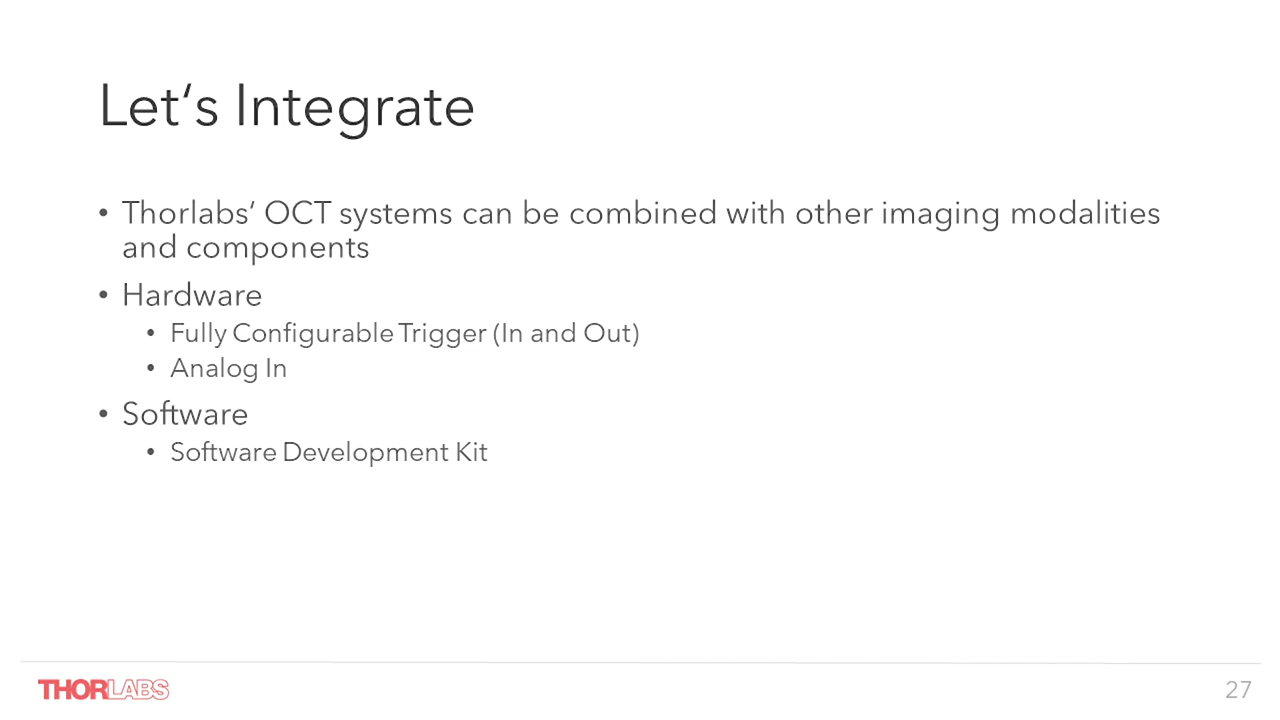 Let‘s Integrate
• Thorlabs‘ OCT systems can be combined with other imaging modalities
and components
• Hardware
• Fully Configurable Trigger (In and Out)
• Analog In
• Software
• Software Development Kit
THORLABS
27